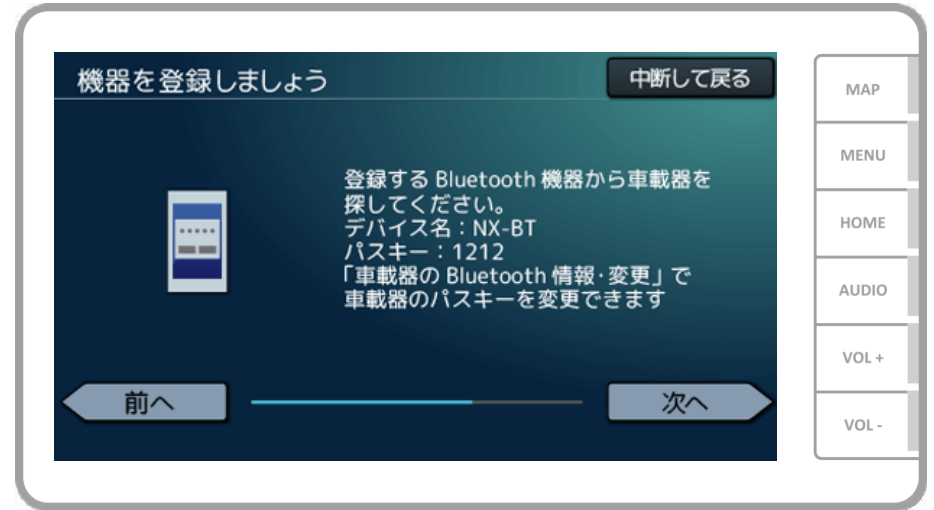 機器を登録しましょう
中断して戻る
登録する Bluetooth 機器から車載器を
探してください。
デバイス名：NX-BT
パスキー：1212
「車載器の Bluetooth 情報･変更」で
車載器のパスキーを変更できます
前へ
次へ
MAP
MENU
HOME
AUDIO
VOL +
VOL -